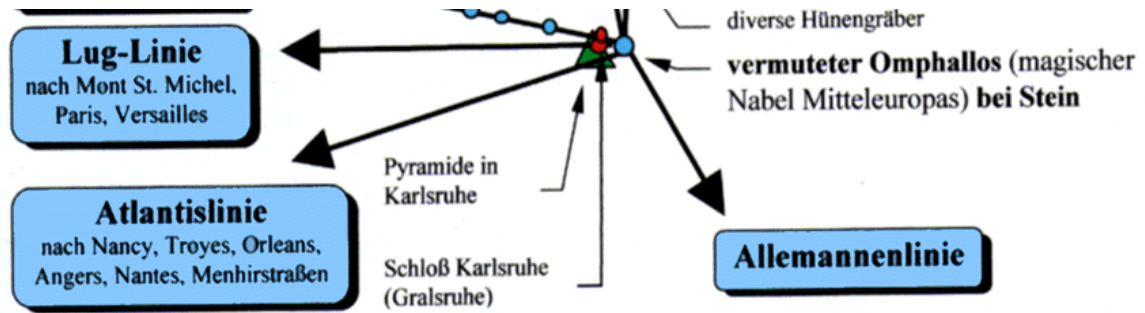 diverse Hünengräber
Lug-Linie
nach Mont St. Michel,
Paris, Versailles
vermuteter Omphallos (magischer
Nabel Mitteleuropas) bei Stein
Pyramide in
Karlsruhe
Atlantislinie
nach Nancy, Troyes, Orleans,
Angers, Nantes, Menhirstraßen
Schloß Karlsruhe
(Gralsruhe)
Allemannenlinie